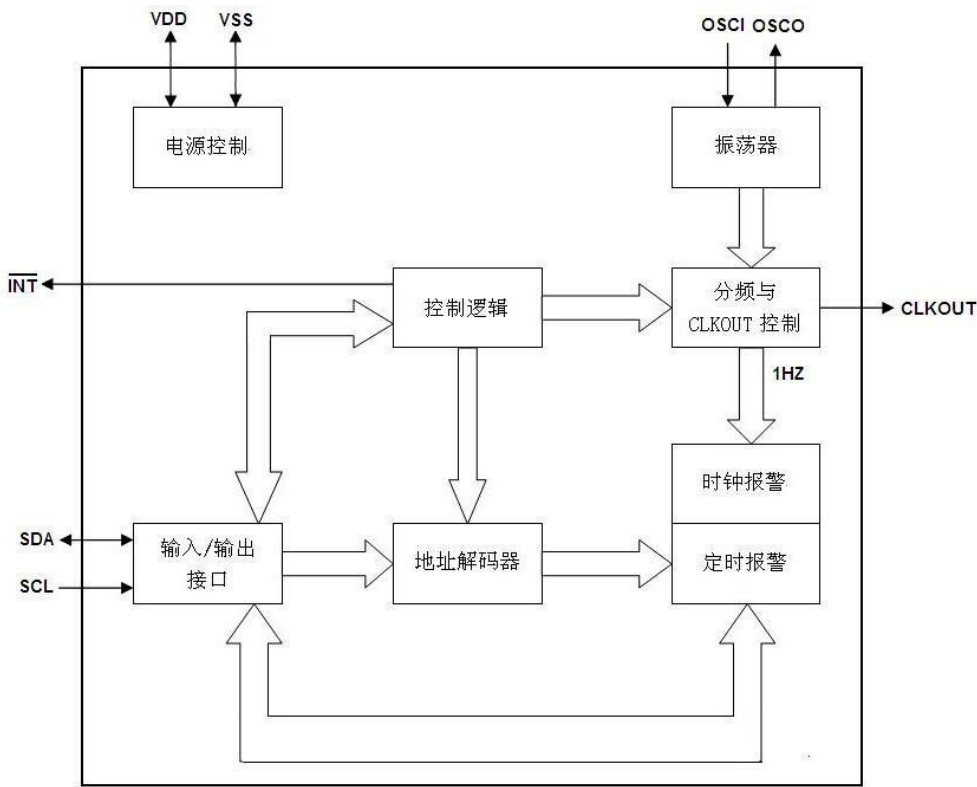 VDD VSS
OSCI OSCO
电源控制
振荡器
INT
控制逻辑
分频与
CLKOUT 控制
CLKOUT
1HZ
时钟报警
SDA
SCL
输入/输出
接口
地址解码器
定时报警